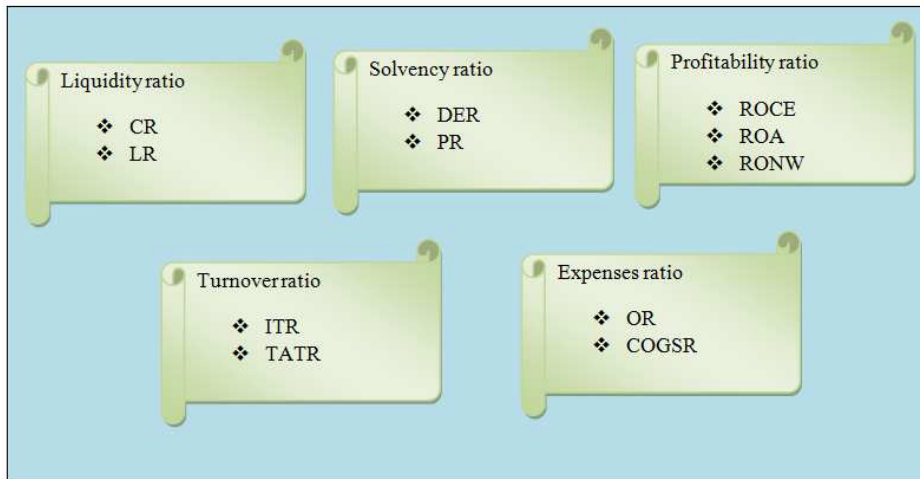 Liquidity ratio
❖ CR
❖ LR
Solvency ratio
❖ DER
❖ PR
Profitability ratio
❖ ROCE
❖ ROA
❖ RONW
Turnover ratio
❖ ITR
❖ TATR
Expenses ratio
❖ OR
❖ COGSR